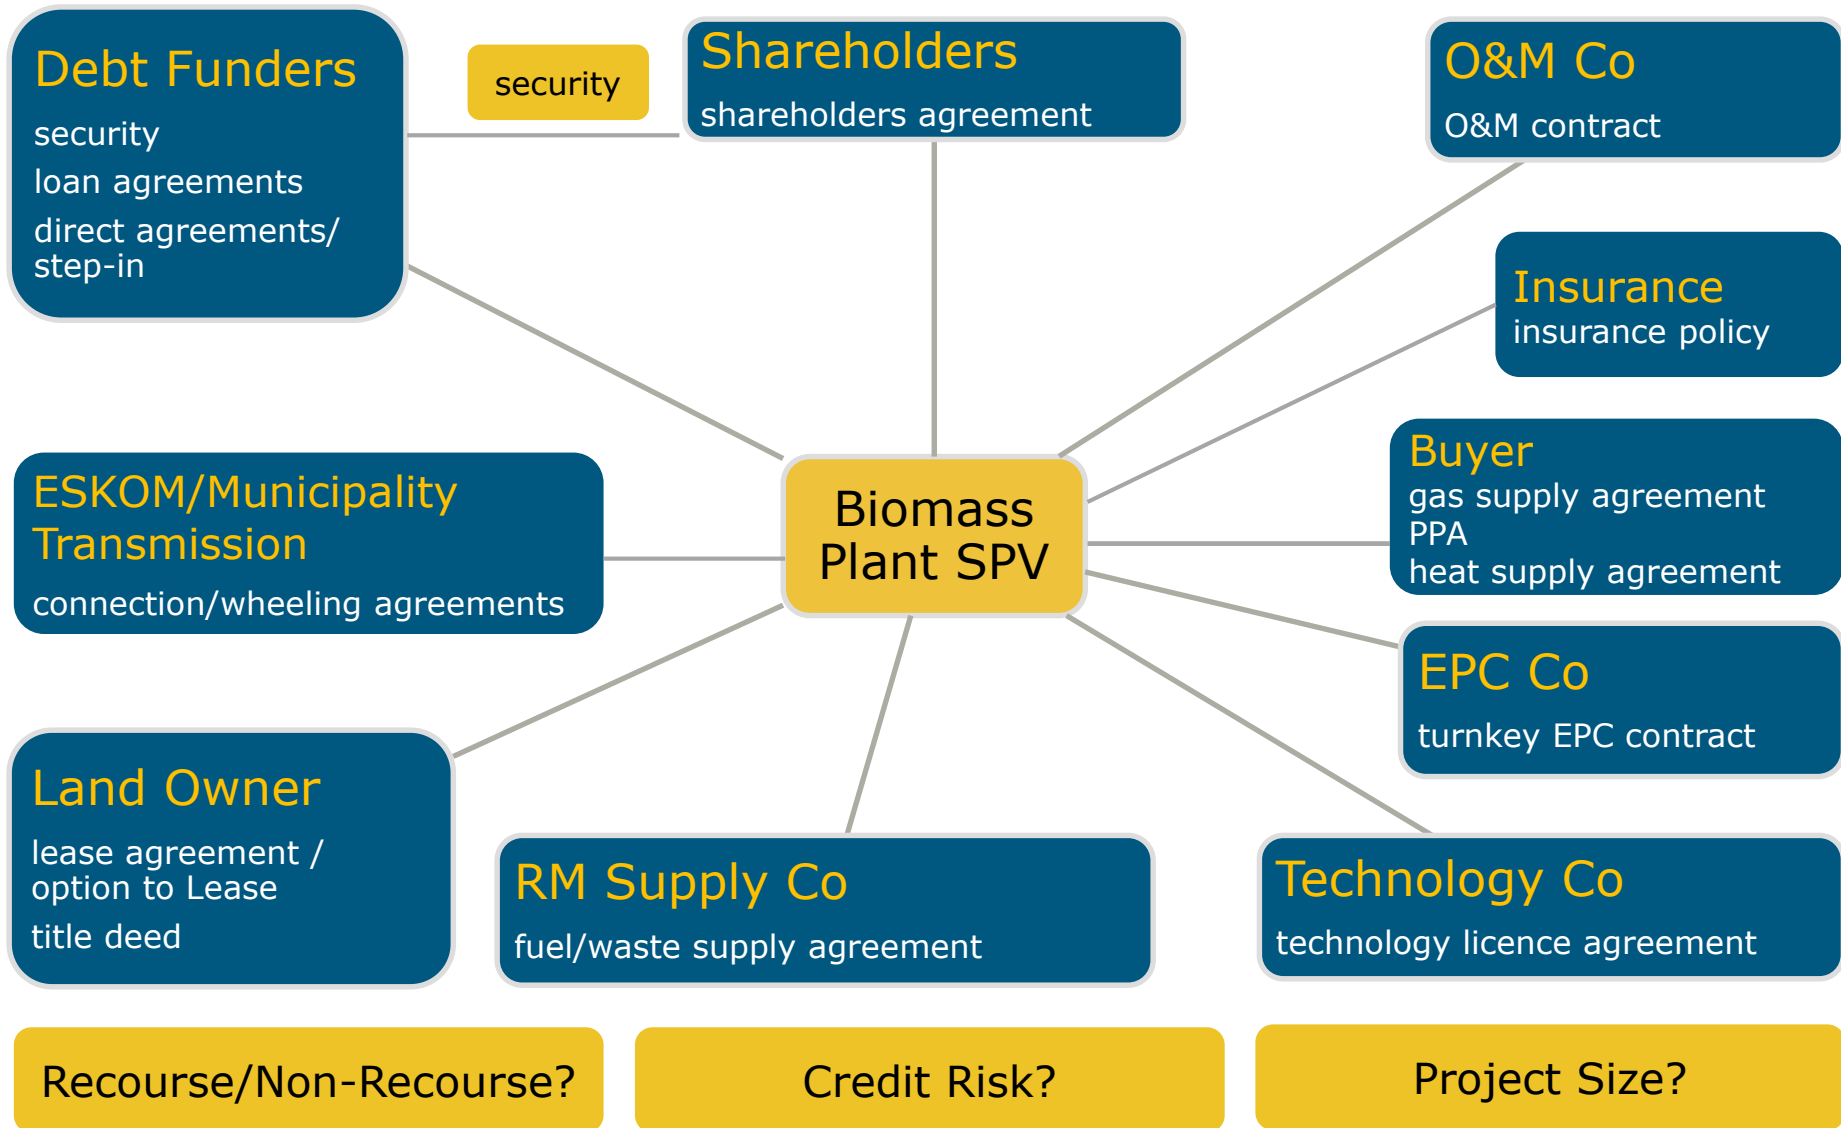 Debt Funders
security
loan agreements
direct agreements/
step-in
security
Shareholders
shareholders agreement
O&M Co
O&M contract
Insurance
insurance policy
ESKOM/Municipality
Transmission
connection/wheeling agreements
Biomass
Plant SPV
Buyer
gas supply agreement
PPA
heat supply agreement
EPC Co
turnkey EPC contract
Land Owner
lease agreement /
option to Lease
title deed
RM Supply Co
fuel/waste supply agreement
Technology Co
technology licence agreement
Recourse/Non-Recourse?
Credit Risk?
Project Size?